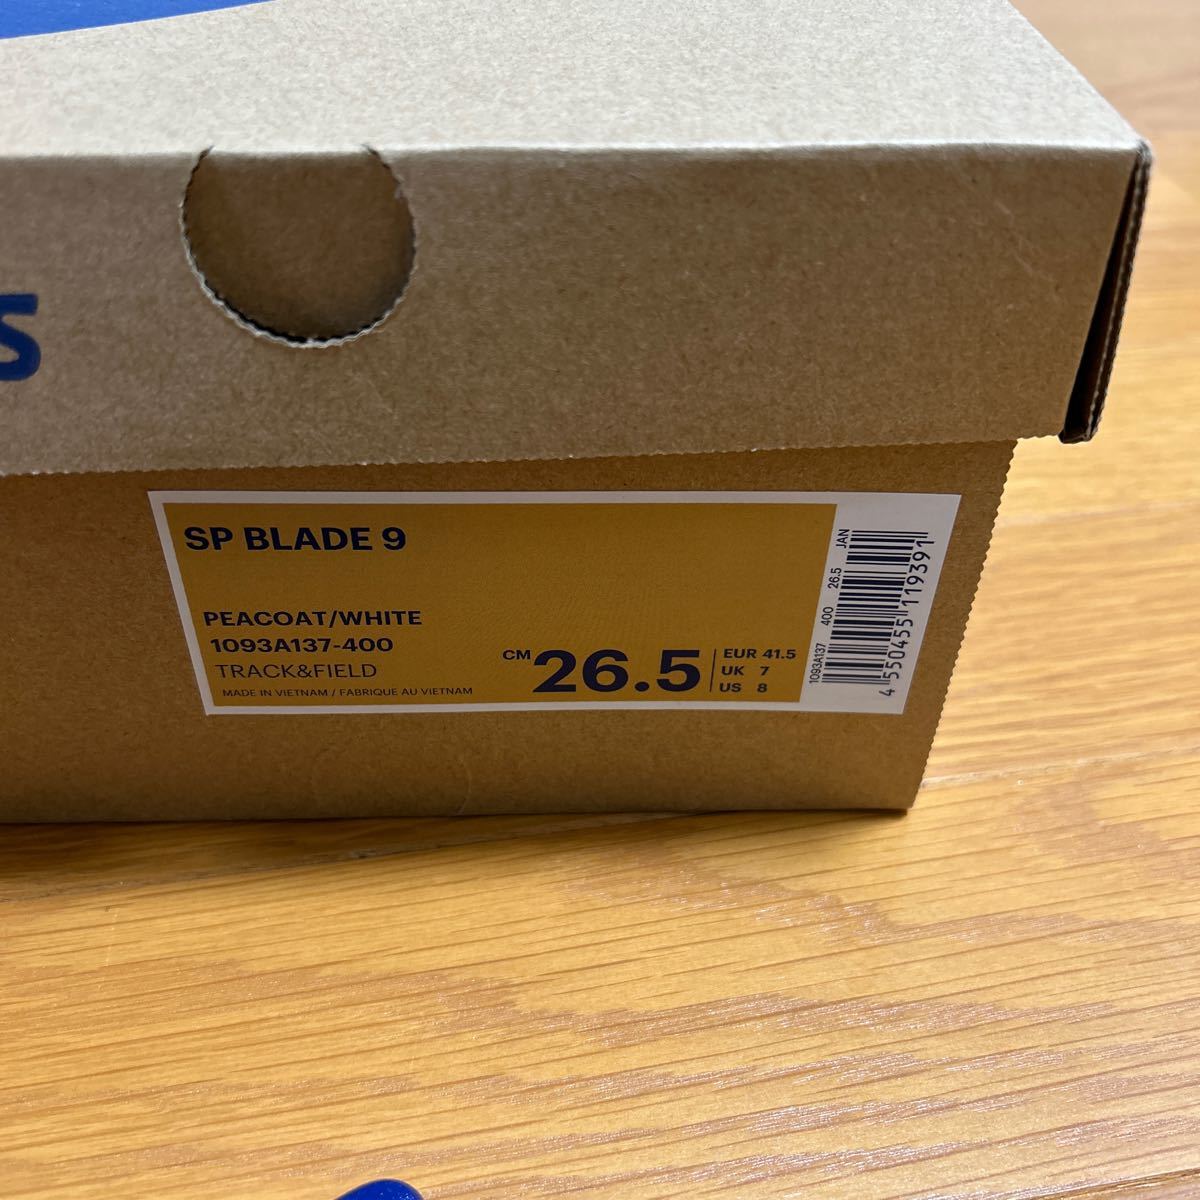 s
SP BLADE 9
PEACOAT/WHITE
1093A137-400
TRACK&FIELD
MADE IN VIETNAM / FABRIQUE AU VIETNAM
CM 26.5
EUR 41.5
UK 7
US 8
1093A137 400 26.5 JAN
4550455119391